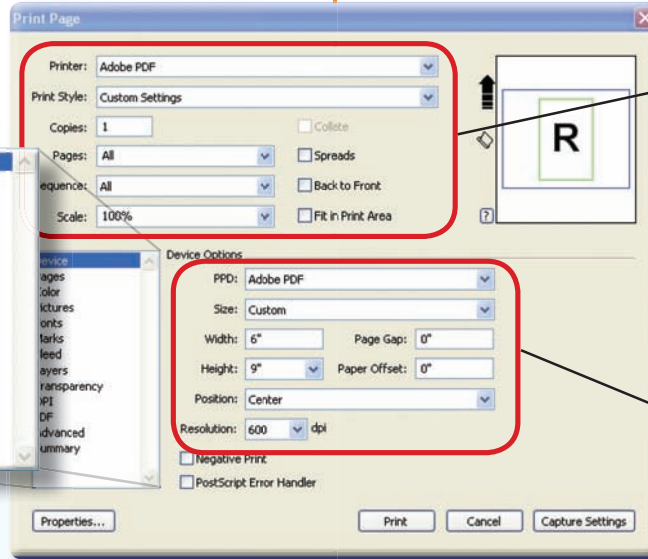 Print Page
Printer: Adobe PDF
Print Style: Custom Settings
Copies: 1
Collate
Pages: All
Spreads
equence: All
Back to Front
Scale: 100%
Fit in Print Area
R
?
evice
ages
olor
ictures
onts
arks
leed
ayers
ransparency
PI
DF
dvanced
ummary
Device Options
PPD: Adobe PDF
Size: Custom
Width: 6" Page Gap: 0"
Height: 9" Paper Offset: 0"
Position: Center
Resolution: 600 dpi
Negative Print
PostScript Error Handler
Properties... Print Cancel Capture Settings